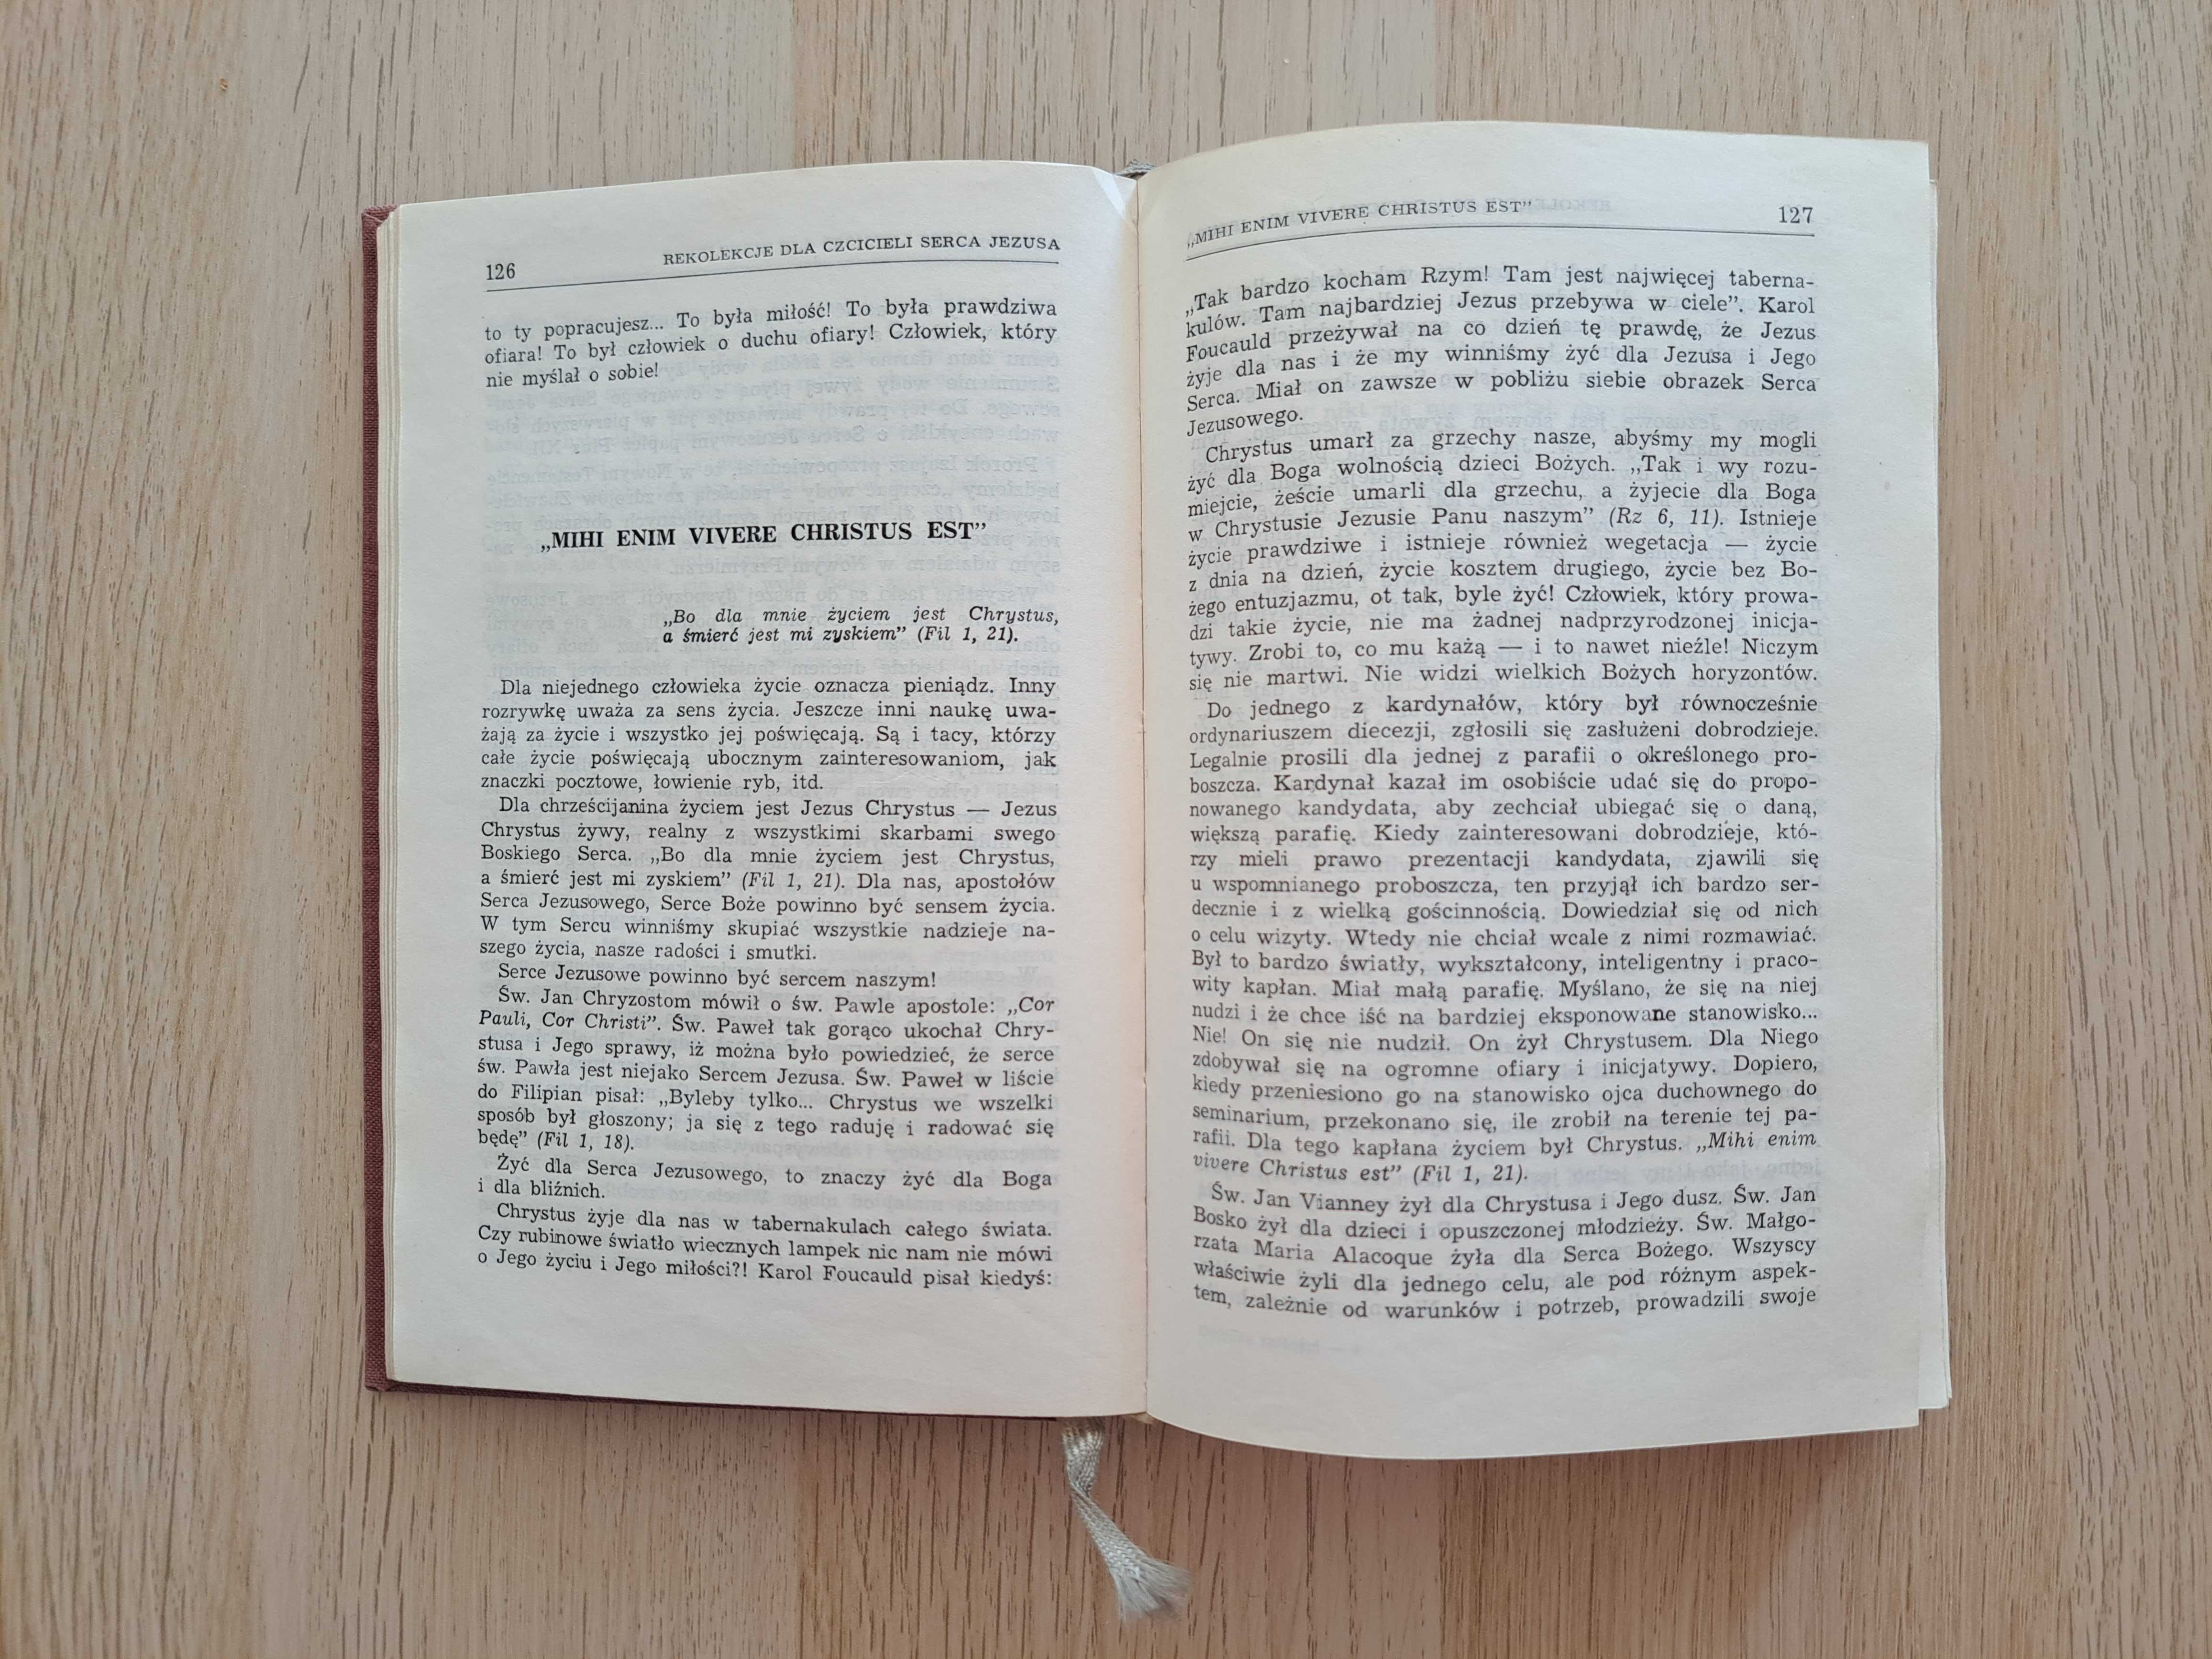 126
REKOLEKCJE DLA CZCICIELI SERCA JEZUSA
to ty popracujesz... To była miłość! To była prawdziwa
ofiara! To był człowiek o duchu ofiary! Człowiek, który
nie myślał o sobie!
„MIHI ENIM VIVERE CHRISTUS EST”
„Bo dla mnie życiem jest Chrystus,
a śmierć jest mi zyskiem” (Fil 1, 21).
Dla niejednego człowieka życie oznacza pieniądz. Inny
rozrywkę uważa za sens życia. Jeszcze inni naukę uwa-
żają za życie i wszystko jej poświęcają. Są i tacy, którzy
całe życie poświęcają ubocznym zainteresowaniom, jak
znaczki pocztowe, łowienie ryb, itd.
Dla chrześcijanina życiem jest Jezus Chrystus — Jezus
Chrystus żywy, realny z wszystkimi skarbami swego
Boskiego Serca. „Bo dla mnie życiem jest Chrystus,
a śmierć jest mi zyskiem” (Fil 1, 21). Dla nas, apostołów
Serca Jezusowego, Serce Boże powinno być sensem życia.
W tym Sercu winniśmy skupiać wszystkie nadzieje na-
szego życia, nasze radości i smutki.
Serce Jezusowe powinno być sercem naszym!
Św. Jan Chryzostom mówił o św. Pawle apostole: „Cor
Pauli, Cor Christi”. Św. Paweł tak gorąco ukochał Chry-
stusa i Jego sprawy, iż można było powiedzieć, że serce
św. Pawła jest niejako Sercem Jezusa. Św. Paweł w liście
do Filipian pisał: „Byleby tylko... Chrystus we wszelki
sposób był głoszony; ja się z tego raduję i radować się
będę” (Fil 1, 18).
Żyć dla Serca Jezusowego, to znaczy żyć dla Boga
i dla bliźnich.
Chrystus żyje dla nas w tabernakulach całego świata.
Czy rubinowe światło wiecznych lampek nic nam nie mówi
o Jego życiu i Jego miłości?! Karol Foucauld pisał kiedyś:
„MIHI ENIM VIVERE CHRISTUS EST”
127
„Tak bardzo kocham Rzym! Tam jest najwięcej taberna-
kulów. Tam najbardziej Jezus przebywa w ciele”. Karol
Foucauld przeżywał na co dzień tę prawdę, że Jezus
żyje dla nas i że my winniśmy żyć dla Jezusa i Jego
Serca. Miał on zawsze w pobliżu siebie obrazek Serca
Jezusowego.
Chrystus umarł za grzechy nasze, abyśmy my mogli
żyć dla Boga wolnością dzieci Bożych. „Tak i wy rozu-
miejcie, żeście umarli dla grzechu, a żyjecie dla Boga
w Chrystusie Jezusie Panu naszym” (Rz 6, 11). Istnieje
życie prawdziwe i istnieje również wegetacja — życie
z dnia na dzień, życie kosztem drugiego, życie bez Bo-
żego entuzjazmu, ot tak, byle żyć! Człowiek, który prowa-
dzi takie życie, nie ma żadnej nadprzyrodzonej inicja-
tywy. Zrobi to, co mu każą — i to nawet nieźle! Niczym
się nie martwi. Nie widzi wielkich Bożych horyzontów.
Do jednego z kardynałów, który był równocześnie
ordynariuszem diecezji, zgłosili się zasłużeni dobrodzieje.
Legalnie prosili dla jednej z parafii o określonego pro-
boszcza. Kardynał kazał im osobiście udać się do propo-
nowanego kandydata, aby zechciał ubiegać się o daną,
większą parafię. Kiedy zainteresowani dobrodzieje, któ-
rzy mieli prawo prezentacji kandydata, zjawili się
u wspomnianego proboszcza, ten przyjął ich bardzo ser-
decznie i z wielką gościnnością. Dowiedział się od nich
o celu wizyty. Wtedy nie chciał wcale z nimi rozmawiać.
Był to bardzo światły, wykształcony, inteligentny i praco-
wity kapłan. Miał małą parafię. Myślano, że się na niej
nudzi i że chce iść na bardziej eksponowane stanowisko...
Nie! On się nie nudził. On żył Chrystusem. Dla Niego
zdobywał się na ogromne ofiary i inicjatywy. Dopiero,
kiedy przeniesiono go na stanowisko ojca duchownego do
seminarium, przekonano się, ile zrobił na terenie tej pa-
rafii. Dla tego kapłana życiem był Chrystus. „Mihi enim
vivere Christus est” (Fil 1, 21).
Św. Jan Vianney żył dla Chrystusa i Jego dusz. Św. Jan
Bosko żył dla dzieci i opuszczonej młodzieży. Św. Małgo-
rzata Maria Alacoque żyła dla Serca Bożego. Wszyscy
właściwie żyli dla jednego celu, ale pod różnym aspek-
tem, zależnie od warunków i potrzeb, prowadzili swoje